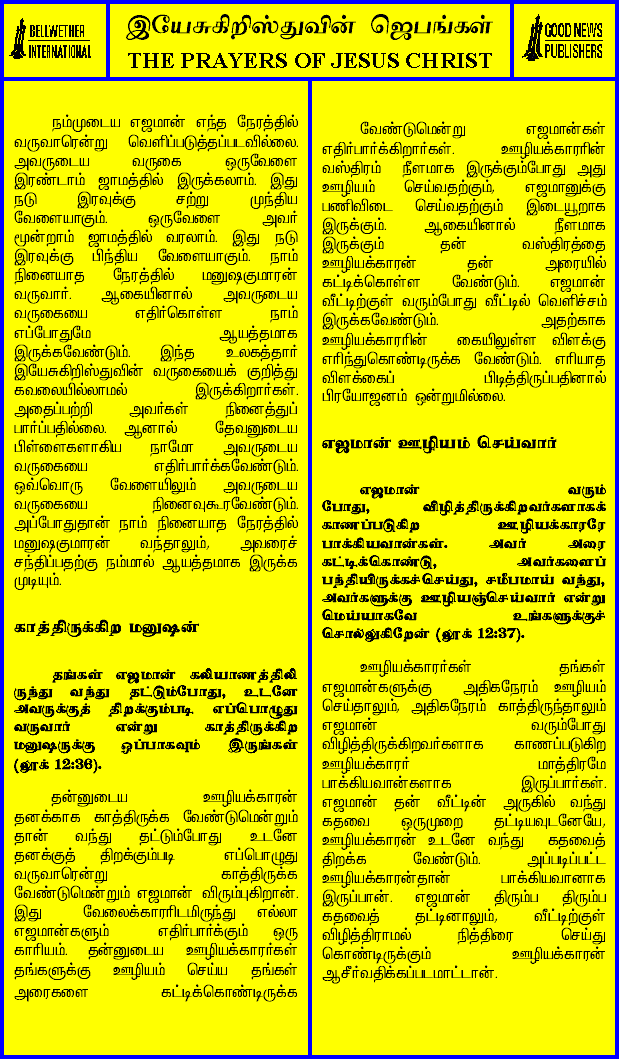 BELLWETHER
INTERNATIONAL
இயேசுகிறிஸ்துவின் ஜெபங்கள்
THE PRAYERS OF JESUS CHRIST
GOOD NEWS
PUBLISHERS
நம்முடைய எஜமான் எந்த நேரத்தில்
வருவாரென்று வெளிப்படுத்தப்படவில்லை.
அவருடைய வருகை ஒருவேளை
இரண்டாம் ஜாமத்தில் இருக்கலாம். இது
நடு இரவுக்கு சற்று முந்திய
வேளையாகும். ஒருவேளை அவர்
மூன்றாம் ஜாமத்தில் வரலாம். இது நடு
இரவுக்கு பிந்திய வேளையாகும். நாம்
நினையாத நேரத்தில் மனுஷகுமாரன்
வருவார். ஆகையினால் அவருடைய
வருகையை எதிர்கொள்ள நாம்
எப்போதுமே ஆயத்தமாக
இருக்கவேண்டும். இந்த உலகத்தார்
இயேசுகிறிஸ்துவின் வருகையைக் குறித்து
கவலையில்லாமல் இருக்கிறார்கள்.
அதைப்பற்றி அவர்கள் நினைத்துப்
பார்ப்பதில்லை. ஆனால் தேவனுடைய
பிள்ளைகளாகிய நாமோ அவருடைய
வருகையை எதிர்பார்க்கவேண்டும்.
ஒவ்வொரு வேளையிலும் அவருடைய
வருகையை நினைவுகூரவேண்டும்.
அப்போதுதான் நாம் நினையாத நேரத்தில்
மனுஷகுமாரன் வந்தாலும், அவரைச்
சந்திப்பதற்கு நம்மால் ஆயத்தமாக இருக்க
முடியும்.
காத்திருக்கிற மனுஷன்
தங்கள் எஜமான் கலியாணத்திலி
ருந்து வந்து தட்டும்போது, உடனே
அவருக்குத் திறக்கும்படி எப்பொழுது
வருவார் என்று காத்திருக்கிற
மனுஷருக்கு ஒப்பாகவும் இருங்கள்
(லூக் 12:36).
தன்னுடைய ஊழியக்காரன்
தனக்காக காத்திருக்க வேண்டுமென்றும்
தான் வந்து தட்டும்போது உடனே
தனக்குத் திறக்கும்படி எப்பொழுது
வருவாரென்று காத்திருக்க
வேண்டுமென்றும் எஜமான் விரும்புகிறான்.
இது வேலைக்காரரிடமிருந்து எல்லா
எஜமான்களும் எதிர்பார்க்கும் ஒரு
காரியம். தன்னுடைய ஊழியக்காரர்கள்
தங்களுக்கு ஊழியம் செய்ய தங்கள்
அரைகளை கட்டிக்கொண்டிருக்க
வேண்டுமென்று எஜமான்கள்
எதிர்பார்க்கிறார்கள். ஊழியக்காரரின்
வஸ்திரம் நீளமாக இருக்கும்போது அது
ஊழியம் செய்வதற்கும், எஜமானுக்கு
பணிவிடை செய்வதற்கும் இடையூறாக
இருக்கும். ஆகையினால் நீளமாக
இருக்கும் தன் வஸ்திரத்தை
ஊழியக்காரன் தன் அரையில்
கட்டிக்கொள்ள வேண்டும். எஜமான்
வீட்டிற்குள் வரும்போது வீட்டில் வெளிச்சம்
இருக்கவேண்டும். அதற்காக
ஊழியக்காரரின் கையிலுள்ள விளக்கு
எரிந்துகொண்டிருக்க வேண்டும். எரியாத
விளக்கைப் பிடித்திருப்பதினால்
பிரயோஜனம் ஒன்றுமில்லை.
எஜமான் ஊழியம் செய்வார்
எஜமான் வரும்
போது, விழித்திருக்கிறவர்களாகக்
காணப்படுகிற ஊழியக்காரரே
பாக்கியவான்கள். அவர் அரை
கட்டிக்கொண்டு, அவர்களைப்
பந்தியிருக்கச்செய்து, சமீபமாய் வந்து,
அவர்களுக்கு ஊழியஞ்செய்வார் என்று
மெய்யாகவே உங்களுக்குச்
சொல்லுகிறேன் (லூக் 12:37).
ஊழியக்காரர்கள் தங்கள்
எஜமான்களுக்கு அதிகநேரம் ஊழியம்
செய்தாலும், அதிகநேரம் காத்திருந்தாலும்
எஜமான் வரும்போது
விழித்திருக்கிறவர்களாக காணப்படுகிற
ஊழியக்காரர் மாத்திரமே
பாக்கியவான்களாக இருப்பார்கள்.
எஜமான் தன் வீட்டின் அருகில் வந்து
கதவை ஒருமுறை தட்டியவுடனேயே,
ஊழியக்காரன் உடனே வந்து கதவைத்
திறக்க வேண்டும். அப்படிப்பட்ட
ஊழியக்காரன்தான் பாக்கியவானாக
இருப்பான். எஜமான் திரும்ப திரும்ப
கதவைத் தட்டினாலும், வீட்டிற்குள்
விழித்திராமல் நித்திரை செய்து
கொண்டிருக்கும் ஊழியக்காரன்
ஆசீர்வதிக்கப்படமாட்டான்.